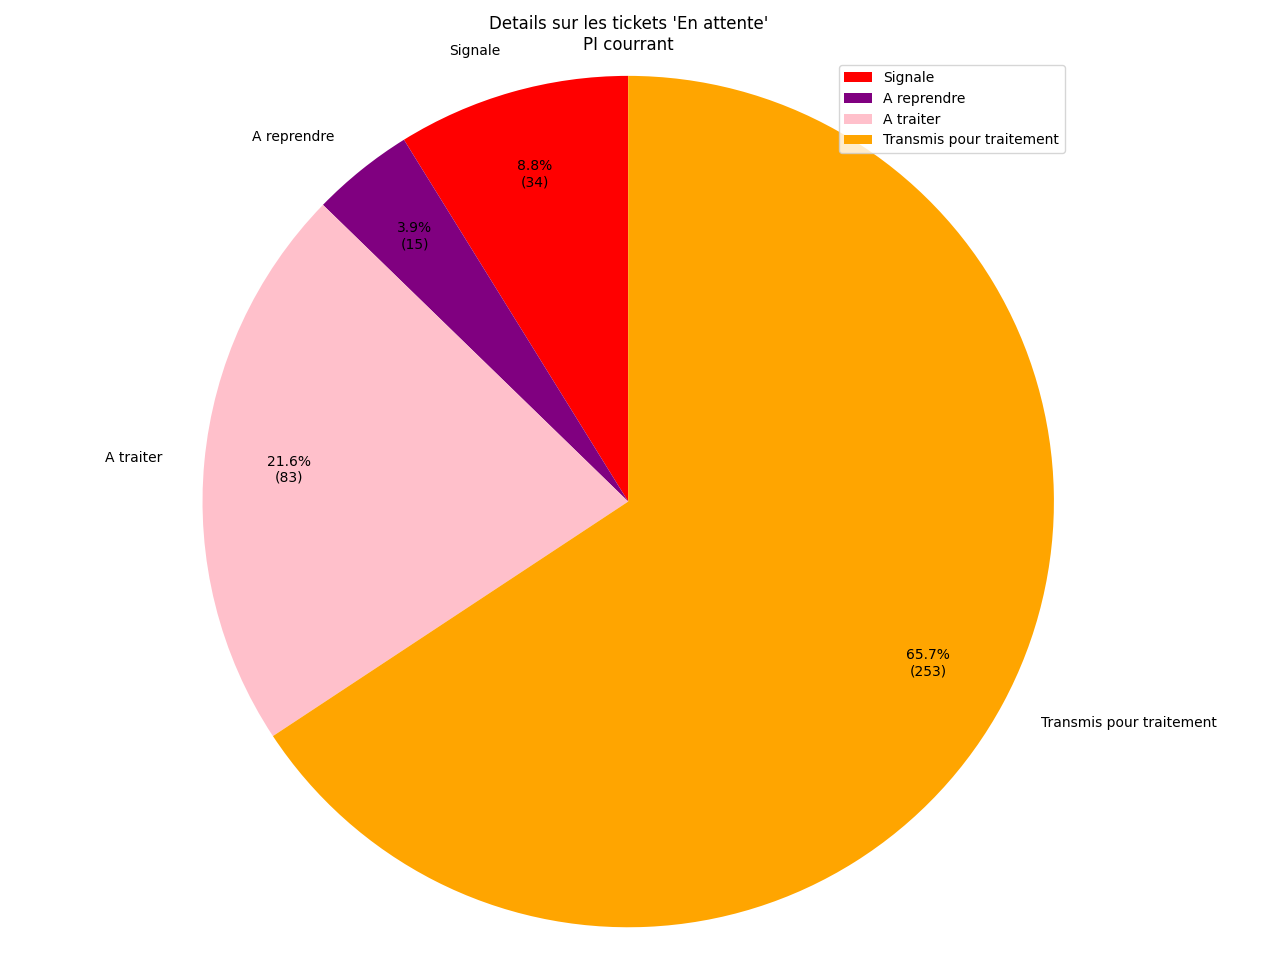 Details sur les tickets 'En attente'
PI courrant
Signale
A reprendre
A traiter
Transmis pour traitement
Signale
8.8%
(34)
A reprendre
3.9%
(15)
A traiter
21.6%
(83)
65.7%
(253)
Transmis pour traitement